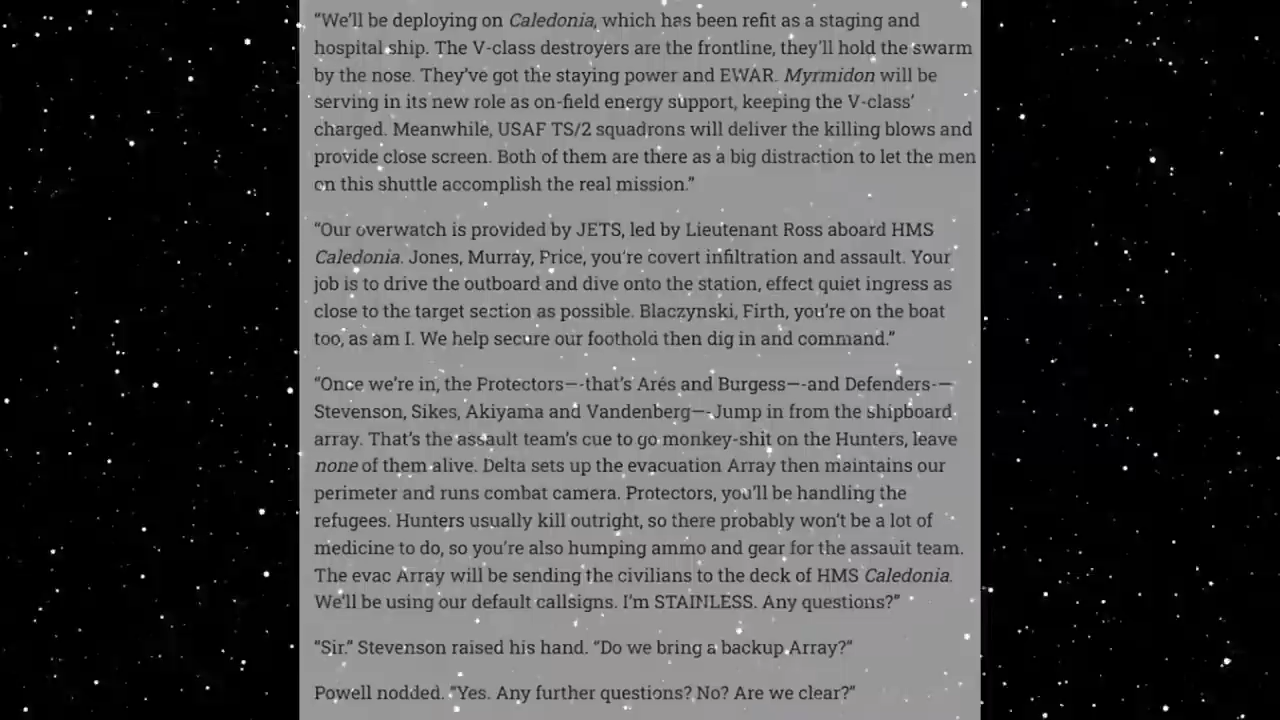 “We’ll be deploying on Caledonia, which has been refit as a staging and
hospital ship. The V-class destroyers are the frontline, they’ll hold the swarm
by the nose. They’ve got the staying power and EWAR. Myrmidon will be
serving in its new role as on-field energy support, keeping the V-class’
charged. Meanwhile, USAF TS/2 squadrons will deliver the killing blows and
provide close screen. Both of them are there as a big distraction to let the men
on this shuttle accomplish the real mission.”
“Our overwatch is provided by JETS, led by Lieutenant Ross aboard HMS
Caledonia. Jones, Murray, Price, you’re covert infiltration and assault. Your
job is to drive the outboard and dive onto the station, effect quiet ingress as
close to the target section as possible. Blaczynski, Firth, you’re on the boat
too, as am I. We help secure our foothold then dig in and command.”
“Once we’re in, the Protectors—-that’s Arés and Burgess—-and Defenders-—
Stevenson, Sikes, Akiyama and Vandenberg—-Jump in from the shipboard
array. That’s the assault team’s cue to go monkey-shit on the Hunters, leave
none of them alive. Delta sets up the evacuation Array then maintains our
perimeter and runs combat camera. Protectors, you’ll be handling the
refugees. Hunters usually kill outright, so there probably won’t be a lot of
medicine to do, so you’re also humping ammo and gear for the assault team.
The evac Array will be sending the civilians to the deck of HMS Caledonia.
We’ll be using our default callsigns. I’m STAINLESS. Any questions?”
“Sir.” Stevenson raised his hand. “Do we bring a backup Array?”
Powell nodded. “Yes. Any further questions? No? Are we clear?”